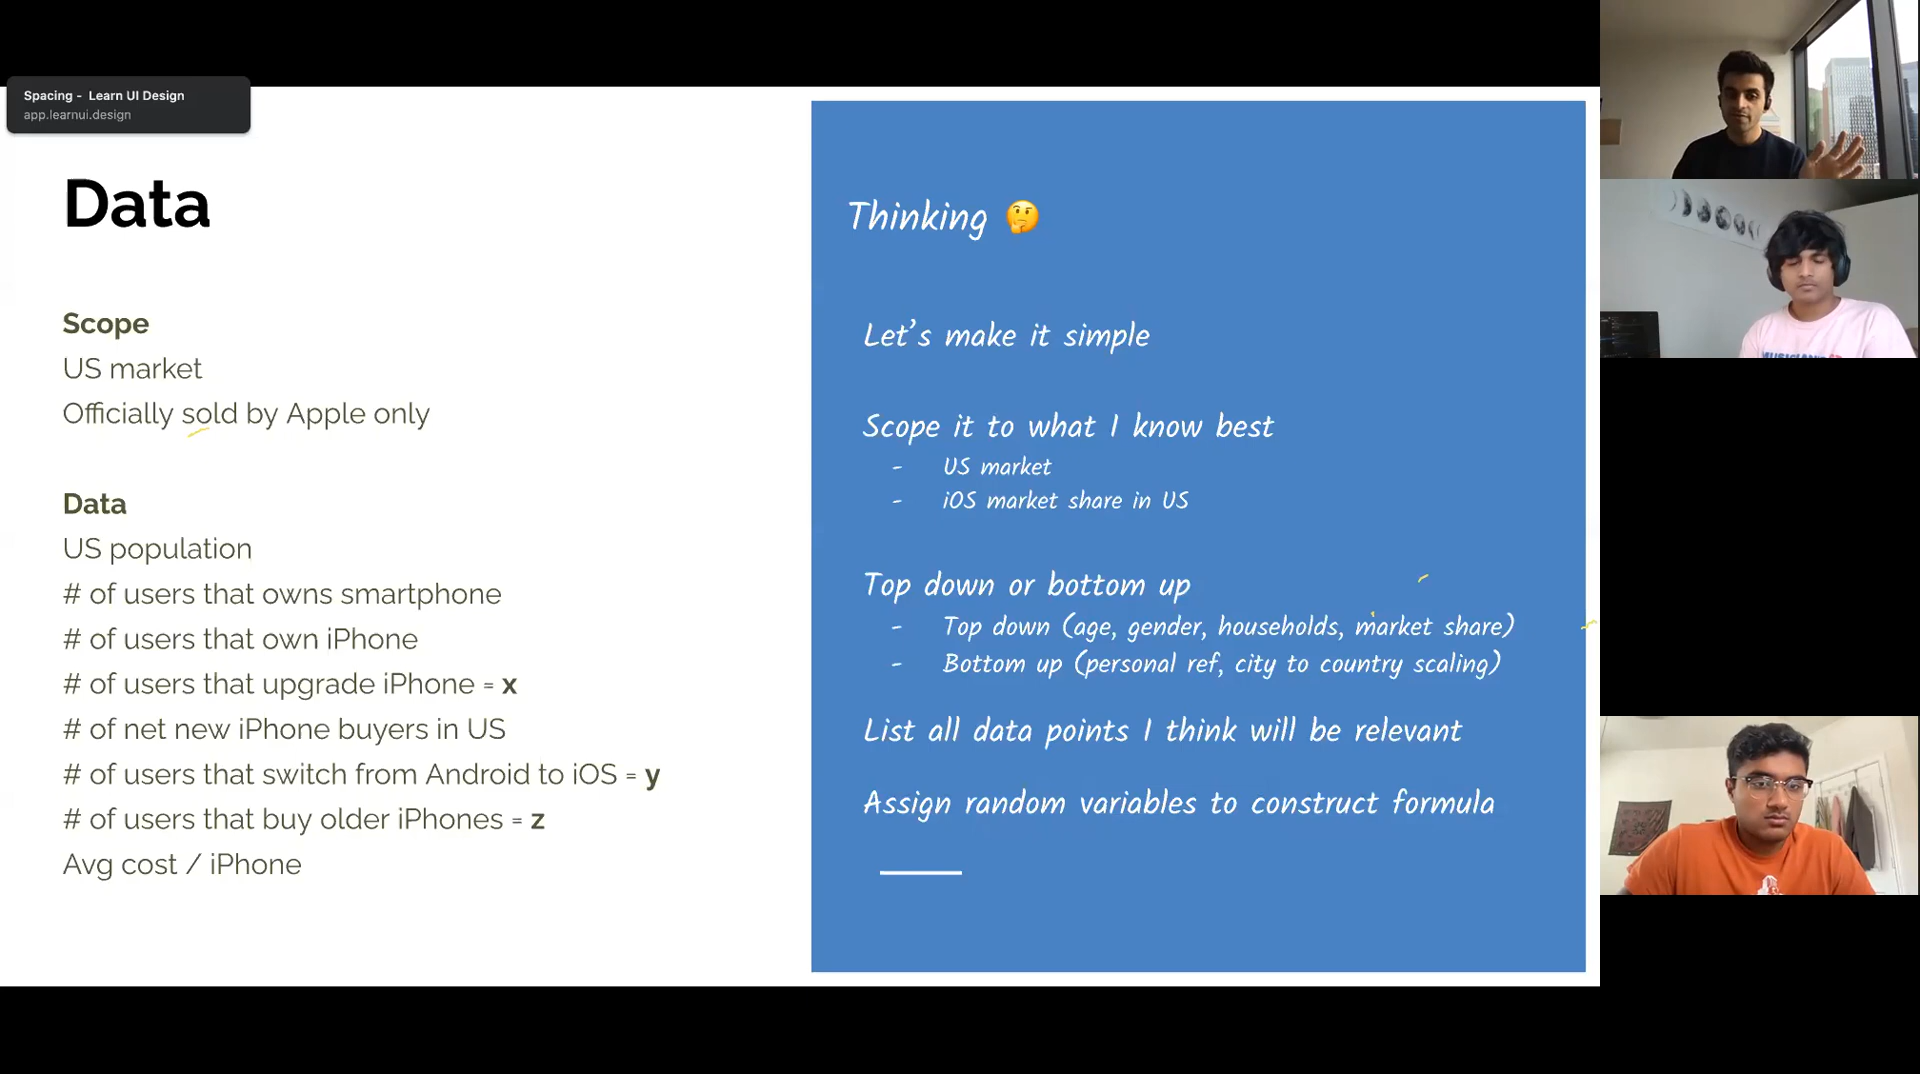 Spacing - Learn UI Design
app.learnui.design
Data
Scope
US market
Officially sold by Apple only
Data
US population
# of users that owns smartphone
# of users that own iPhone
# of users that upgrade iPhone = x
# of net new iPhone buyers in US
# of users that switch from Android to iOS = y
# of users that buy older iPhones = z
Avg cost / iPhone
Thinking 🤔
Let's make it simple
Scope it to what I know best
- US market
- iOS market share in US
Top down or bottom up
- Top down (age, gender, households, market share)
- Bottom up (personal ref, city to country scaling)
List all data points I think will be relevant
Assign random variables to construct formula